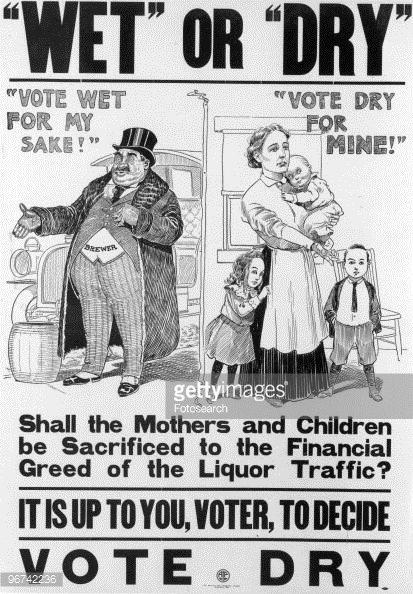 "WET" OR "DRY"
"VOTE WET
FOR MY
SAKE!"
"VOTE DRY
FOR
MINE!"
BREWER
gettyimages
Fotosearch
Shall the Mothers and Children
be Sacrificed to the Financial
Greed of the Liquor Traffic?
IT IS UP TO YOU, VOTER, TO DECIDE
VOTE DRY
96742236